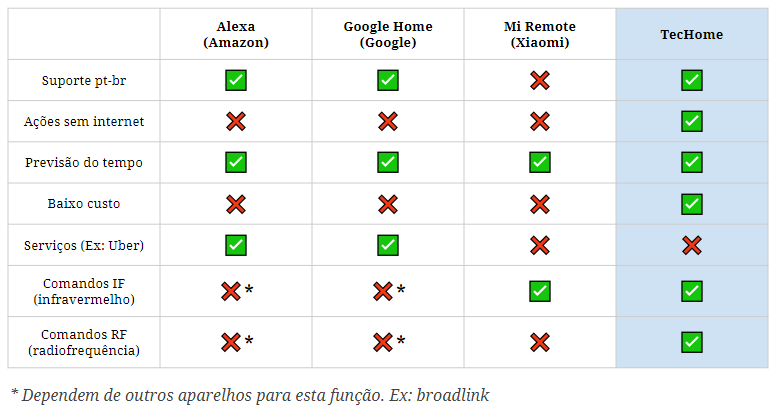 Alexa
(Amazon)
Google Home
(Google)
Mi Remote
(Xiaomi)
TecHome
Suporte pt-br
Ações sem internet
Previsão do tempo
Baixo custo
Serviços (Ex: Uber)
Comandos IF
(infravermelho)
*
*
Comandos RF
(radiofrequência)
*
*
* Dependem de outros aparelhos para esta função. Ex: broadlink